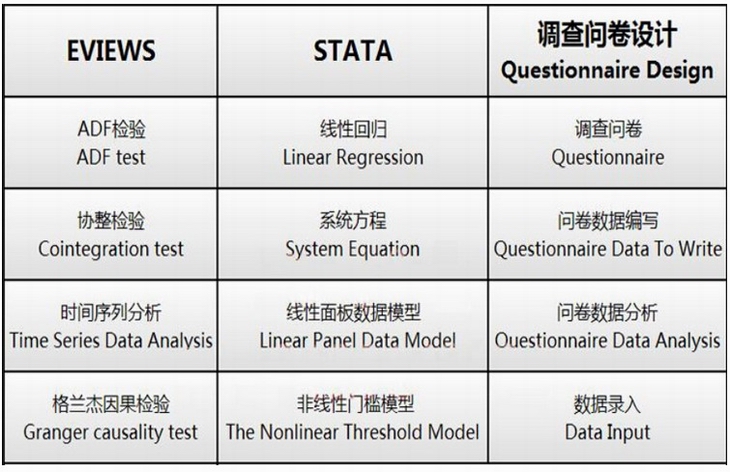 EVIEWS
STATA
调查问卷设计
Questionnaire Design
ADF检验
ADF test
线性回归
Linear Regression
调查问卷
Questionnaire
协整检验
Cointegration test
系统方程
System Equation
问卷数据编写
Questionnaire Data To Write
时间序列分析
Time Series Data Analysis
线性面板数据模型
Linear Panel Data Model
问卷数据分析
Ouestionnaire Data Analysis
格兰杰因果检验
Granger causality test
非线性门槛模型
The Nonlinear Threshold Model
数据录入
Data Input